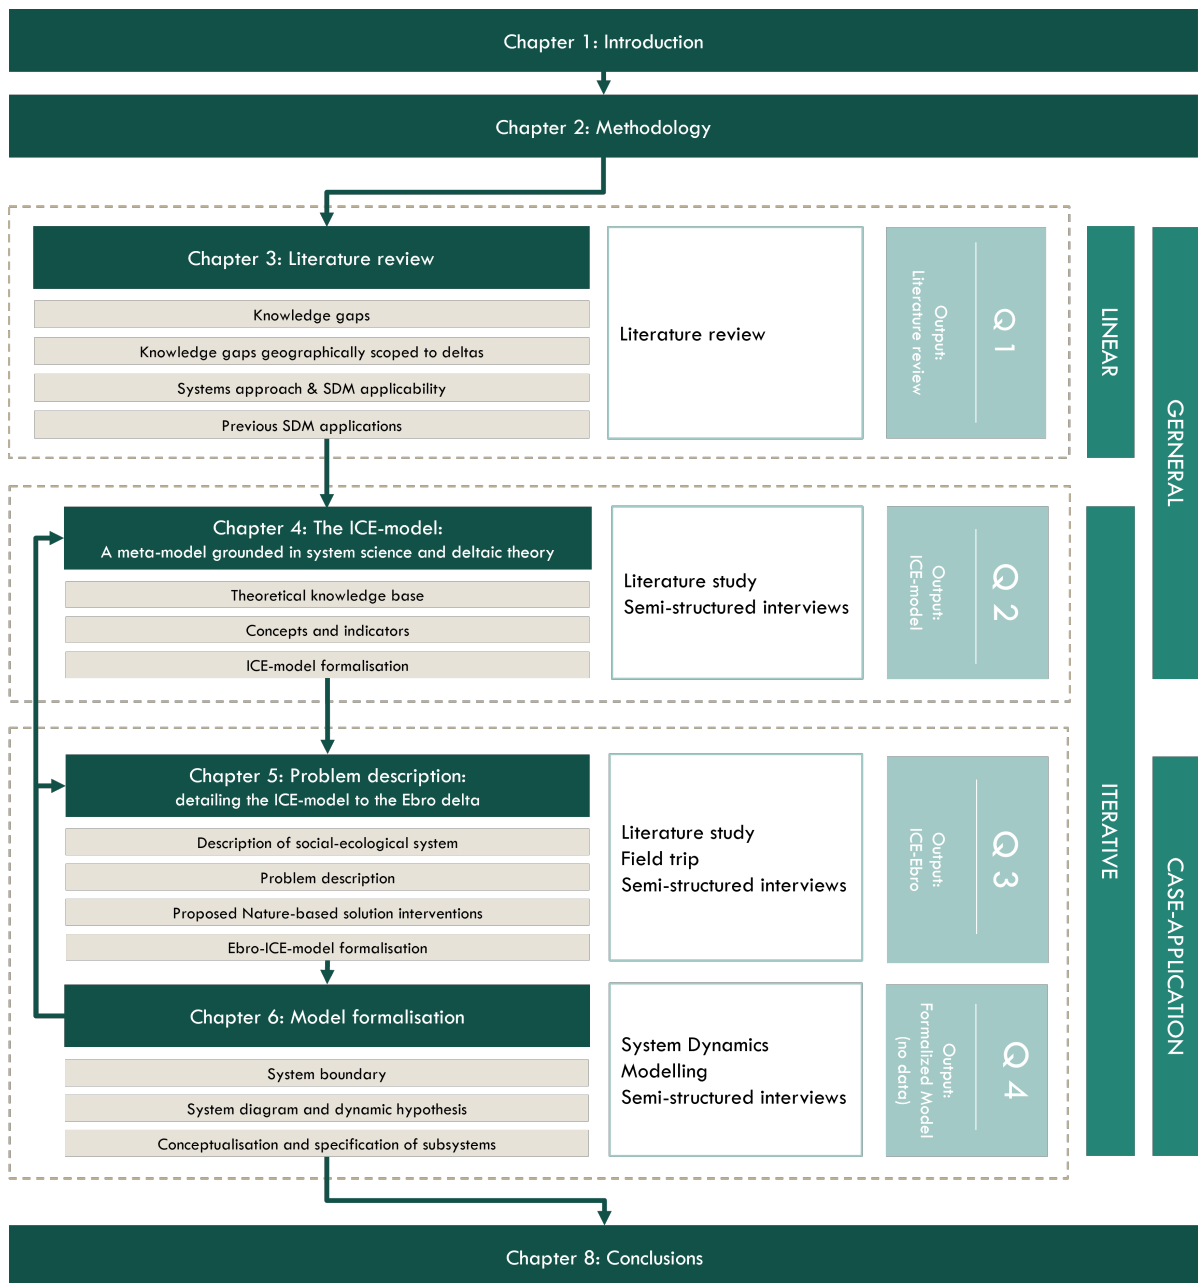 Chapter 1: Introduction
Chapter 2: Methodology
Chapter 3: Literature review
Knowledge gaps
Knowledge gaps geographically scoped to deltas
Systems approach & SDM applicability
Previous SDM applications
Literature review
Q 1
Output:
Literature review
LINEAR
GERNERAL
Chapter 4: The ICE-model:
A meta-model grounded in system science and deltaic theory
Theoretical knowledge base
Concepts and indicators
ICE-model formalisation
Literature study
Semi-structured interviews
Q 2
Output:
ICE-model
ITERATIVE
Chapter 5: Problem description:
detailing the ICE-model to the Ebro delta
Description of social-ecological system
Problem description
Proposed Nature-based solution interventions
Ebro-ICE-model formalisation
Literature study
Field trip
Semi-structured interviews
Q 3
Output:
ICE-Ebro
CASE-APPLICATION
Chapter 6: Model formalisation
System boundary
System diagram and dynamic hypothesis
Conceptualisation and specification of subsystems
System Dynamics
Modelling
Semi-structured interviews
Q 4
Output:
Formalized Model
(no data)
Chapter 8: Conclusions